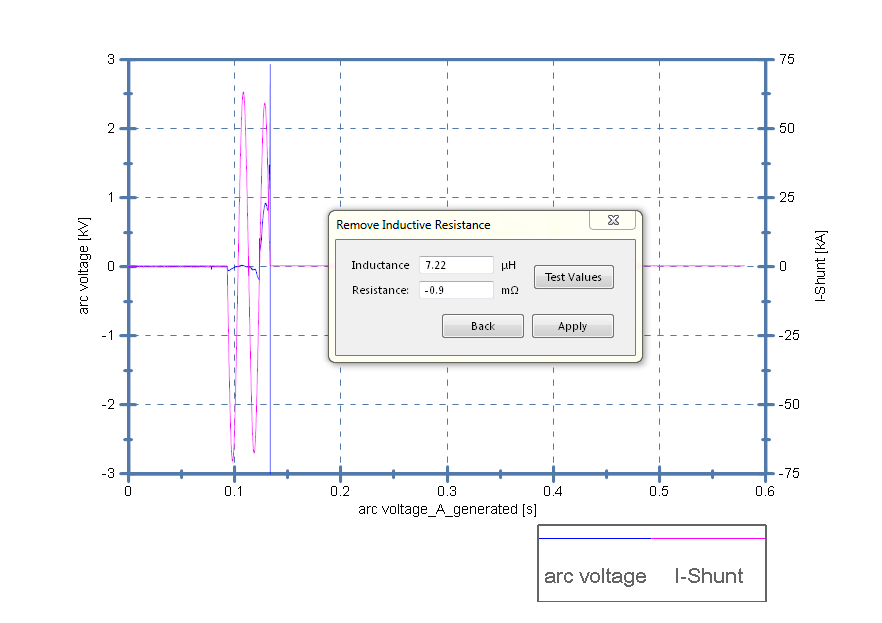 3
75
2
50
1
25
0
0
-1
-25
-2
-50
-3
-75
arc voltage [kV]
I-Shunt [kA]
Remove Inductive Resistance
Inductance 7.22 µH
Test Values
Resistance: -0.9 mΩ
Back Apply
0 0.1 0.2 0.3 0.4 0.5 0.6
arc voltage_A_generated [s]
arc voltage I-Shunt